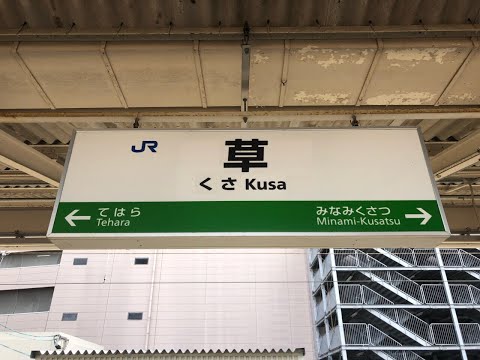 JR
草
くさ Kusa
てはら
Tehara
みなみくさつ
Minami-Kusatsu